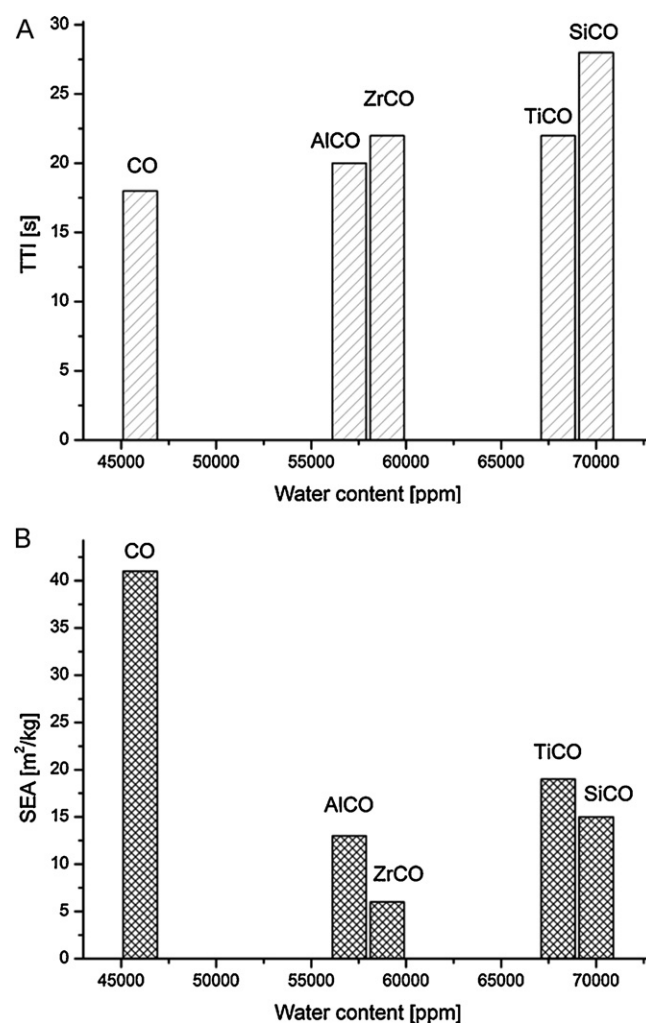 A
TTI [s]
30
25
20
15
10
5
0
CO
AlCO
ZrCO
TiCO
SiCO
45000 50000 55000 60000 65000 70000
Water content [ppm]
B
SEA [m²/kg]
40
35
30
25
20
15
10
5
0
CO
AlCO
ZrCO
TiCO
SiCO
45000 50000 55000 60000 65000 70000
Water content [ppm]